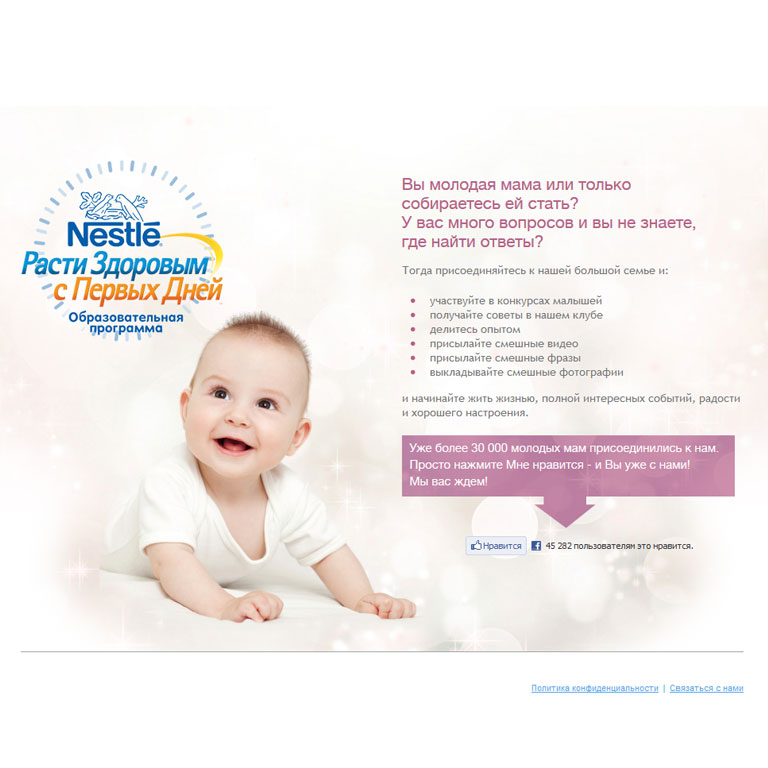 Nestlé
Расти Здоровым
с Первых Дней
Образовательная
программа
Вы молодая мама или только
собираетесь ей стать?
У вас много вопросов и вы не знаете,
где найти ответы?
Тогда присоединяйтесь к нашей большой семье и:
• участвуйте в конкурсах малышей
• получайте советы в нашем клубе
• делитесь опытом
• присылайте смешные видео
• присылайте смешные фразы
• выкладывайте смешные фотографии
и начинайте жить жизнью, полной интересных событий, радости
и хорошего настроения.
Уже более 30 000 молодых мам присоединились к нам.
Просто нажмите Мне нравится - и Вы уже с нами!
Мы вас ждем!
Нравится 45 282 пользователям это нравится.
Политика конфиденциальности | Связаться с нами